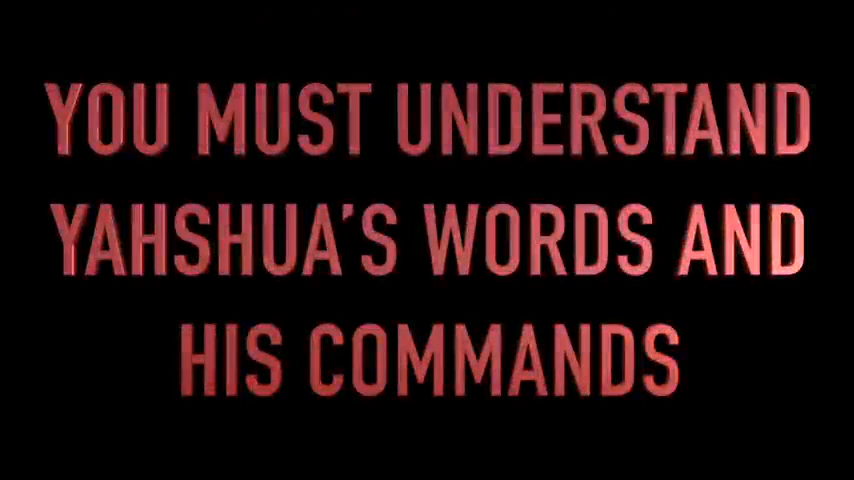 YOU MUST UNDERSTAND
YAHSHUA'S WORDS AND
HIS COMMANDS